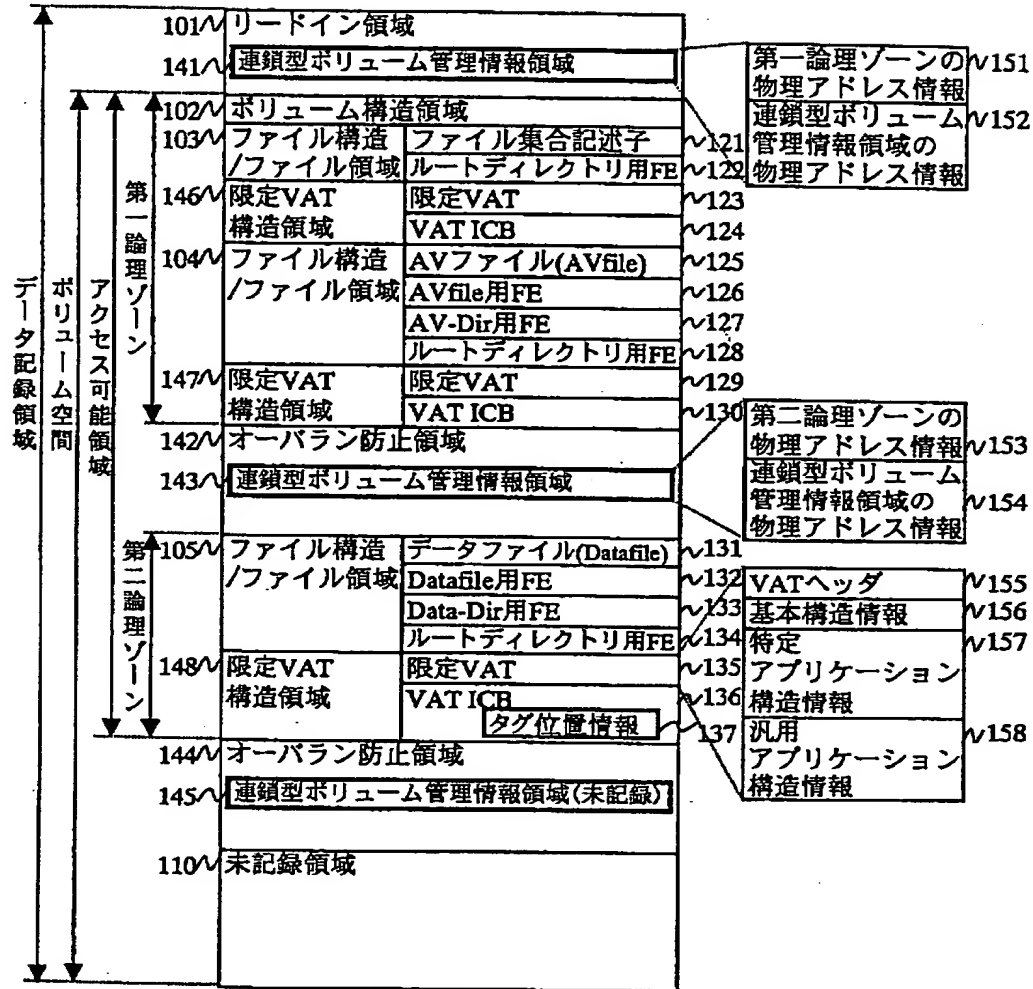 データ記録領域
ボリューム空間
アクセス可能領域
第一論理ゾーン
第二論理ゾーン
101 リードイン領域
141 連鎖型ボリューム管理情報領域
102 ボリューム構造領域
103 ファイル構造
/ファイル領域
ファイル集合記述子 121
ルートディレクトリ用FE 122
146 限定VAT
構造領域
限定VAT 123
VAT ICB 124
104 ファイル構造
/ファイル領域
AVファイル(AVfile) 125
AVfile用FE 126
AV-Dir用FE 127
ルートディレクトリ用FE 128
147 限定VAT
構造領域
限定VAT 129
VAT ICB 130
142 オーバラン防止領域
143 連鎖型ボリューム管理情報領域
105 ファイル構造
/ファイル領域
データファイル(Datafile) 131
Datafile用FE 132
Data-Dir用FE 133
ルートディレクトリ用FE 134
148 限定VAT
構造領域
限定VAT 135
VAT ICB 136
タグ位置情報 137
144 オーバラン防止領域
145 連鎖型ボリューム管理情報領域(未記録)
110 未記録領域
第一論理ゾーンの 151
物理アドレス情報
連鎖型ボリューム 152
管理情報領域の
物理アドレス情報
第二論理ゾーンの
物理アドレス情報 153
連鎖型ボリューム
管理情報領域の 154
物理アドレス情報
VATヘッダ 155
基本構造情報 156
特定 157
アプリケーション
構造情報
汎用 158
アプリケーション
構造情報